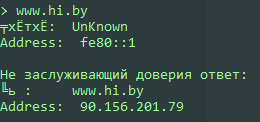 > www.hi.by
╤хЁтхЁ:  UnKnown
Address:  fe80::1

Не заслуживающий доверия ответ:
╚ь :     www.hi.by
Address:  90.156.201.79